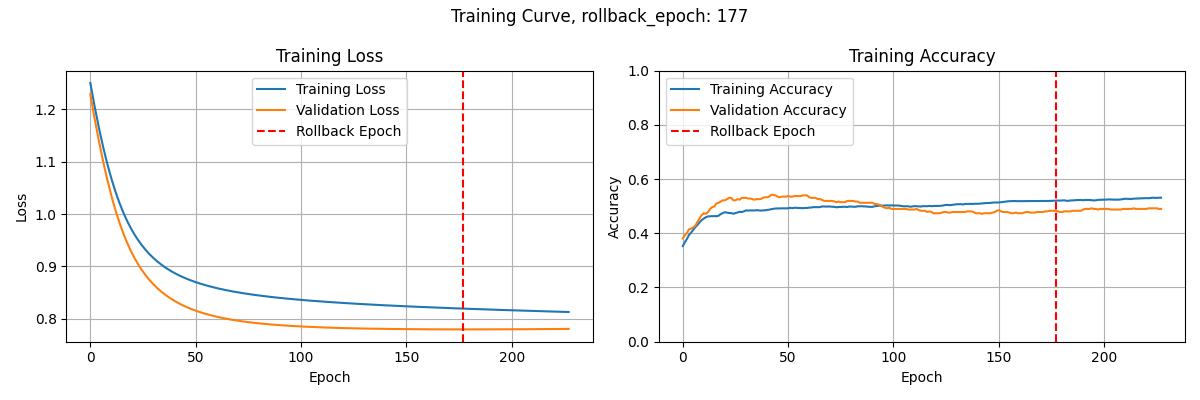 Training Curve, rollback_epoch: 177
Training Loss
Training Loss
Validation Loss
Rollback Epoch
Loss
1.2
1.1
1.0
0.9
0.8
0
50
100
150
200
Epoch
Training Accuracy
Training Accuracy
Validation Accuracy
Rollback Epoch
Accuracy
1.0
0.8
0.6
0.4
0.2
0.0
0
50
100
150
200
Epoch